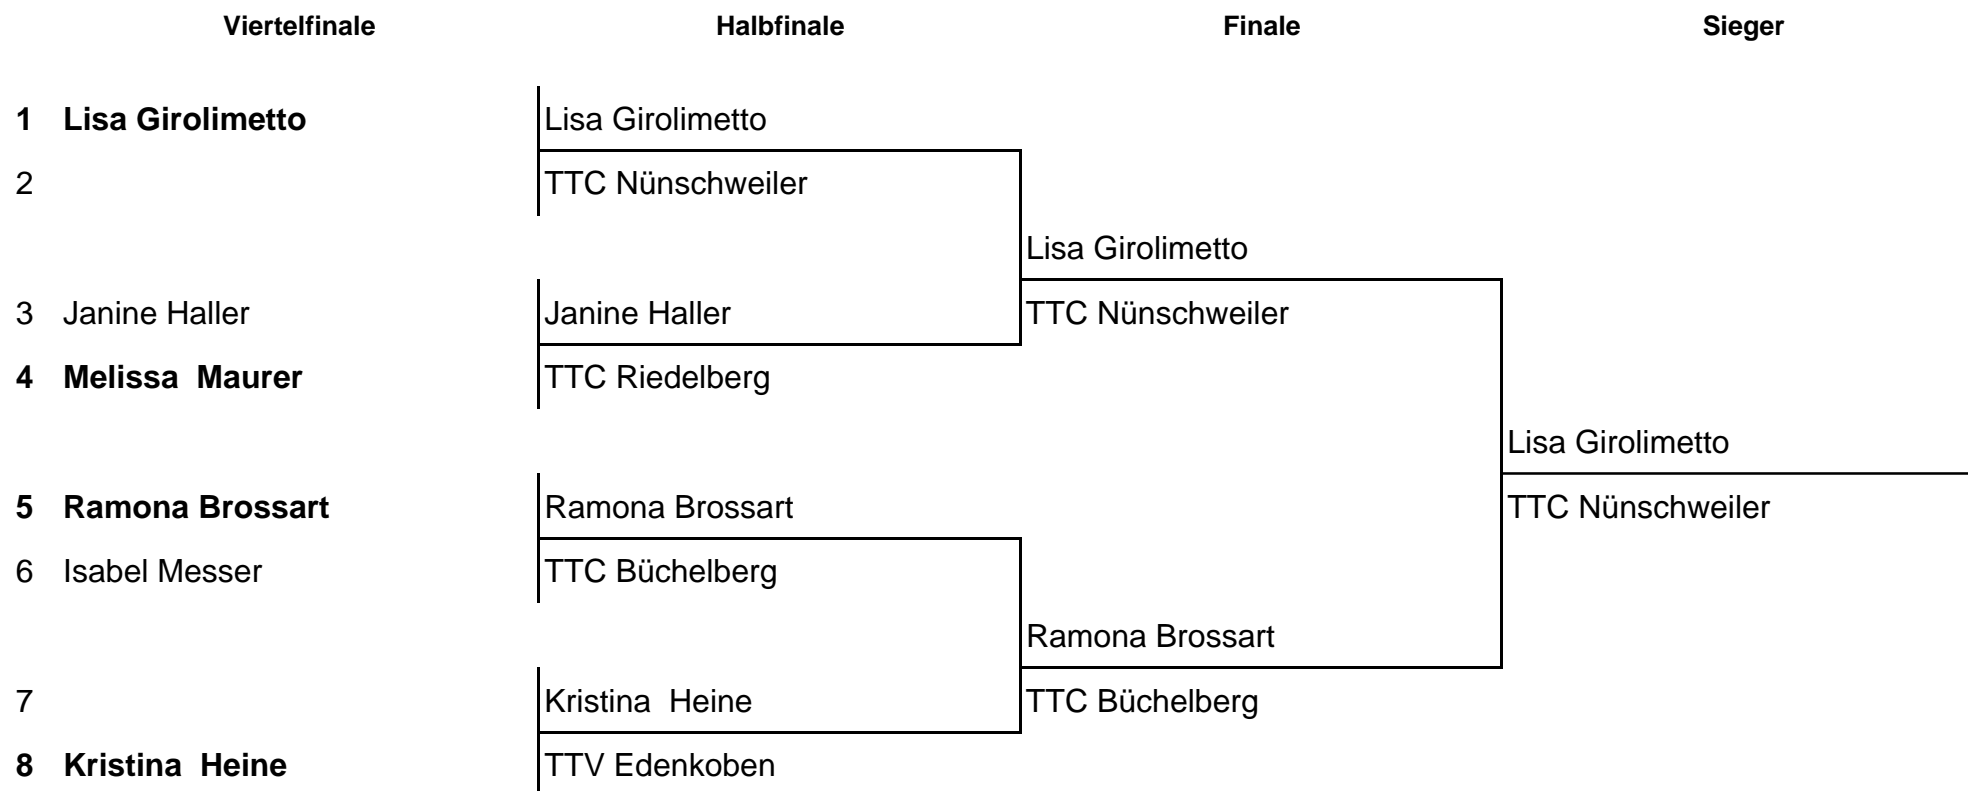 Viertelfinale Halbfinale Finale Sieger
1 Lisa Girolimetto Lisa Girolimetto
2 TTC Nünschweiler
Lisa Girolimetto
3 Janine Haller Janine Haller TTC Nünschweiler
4 Melissa  Maurer TTC Riedelberg
Lisa Girolimetto
5 Ramona Brossart Ramona Brossart TTC Nünschweiler
6 Isabel Messer TTC Büchelberg
Ramona Brossart
7 Kristina  Heine TTC Büchelberg
8 Kristina  Heine TTV Edenkoben